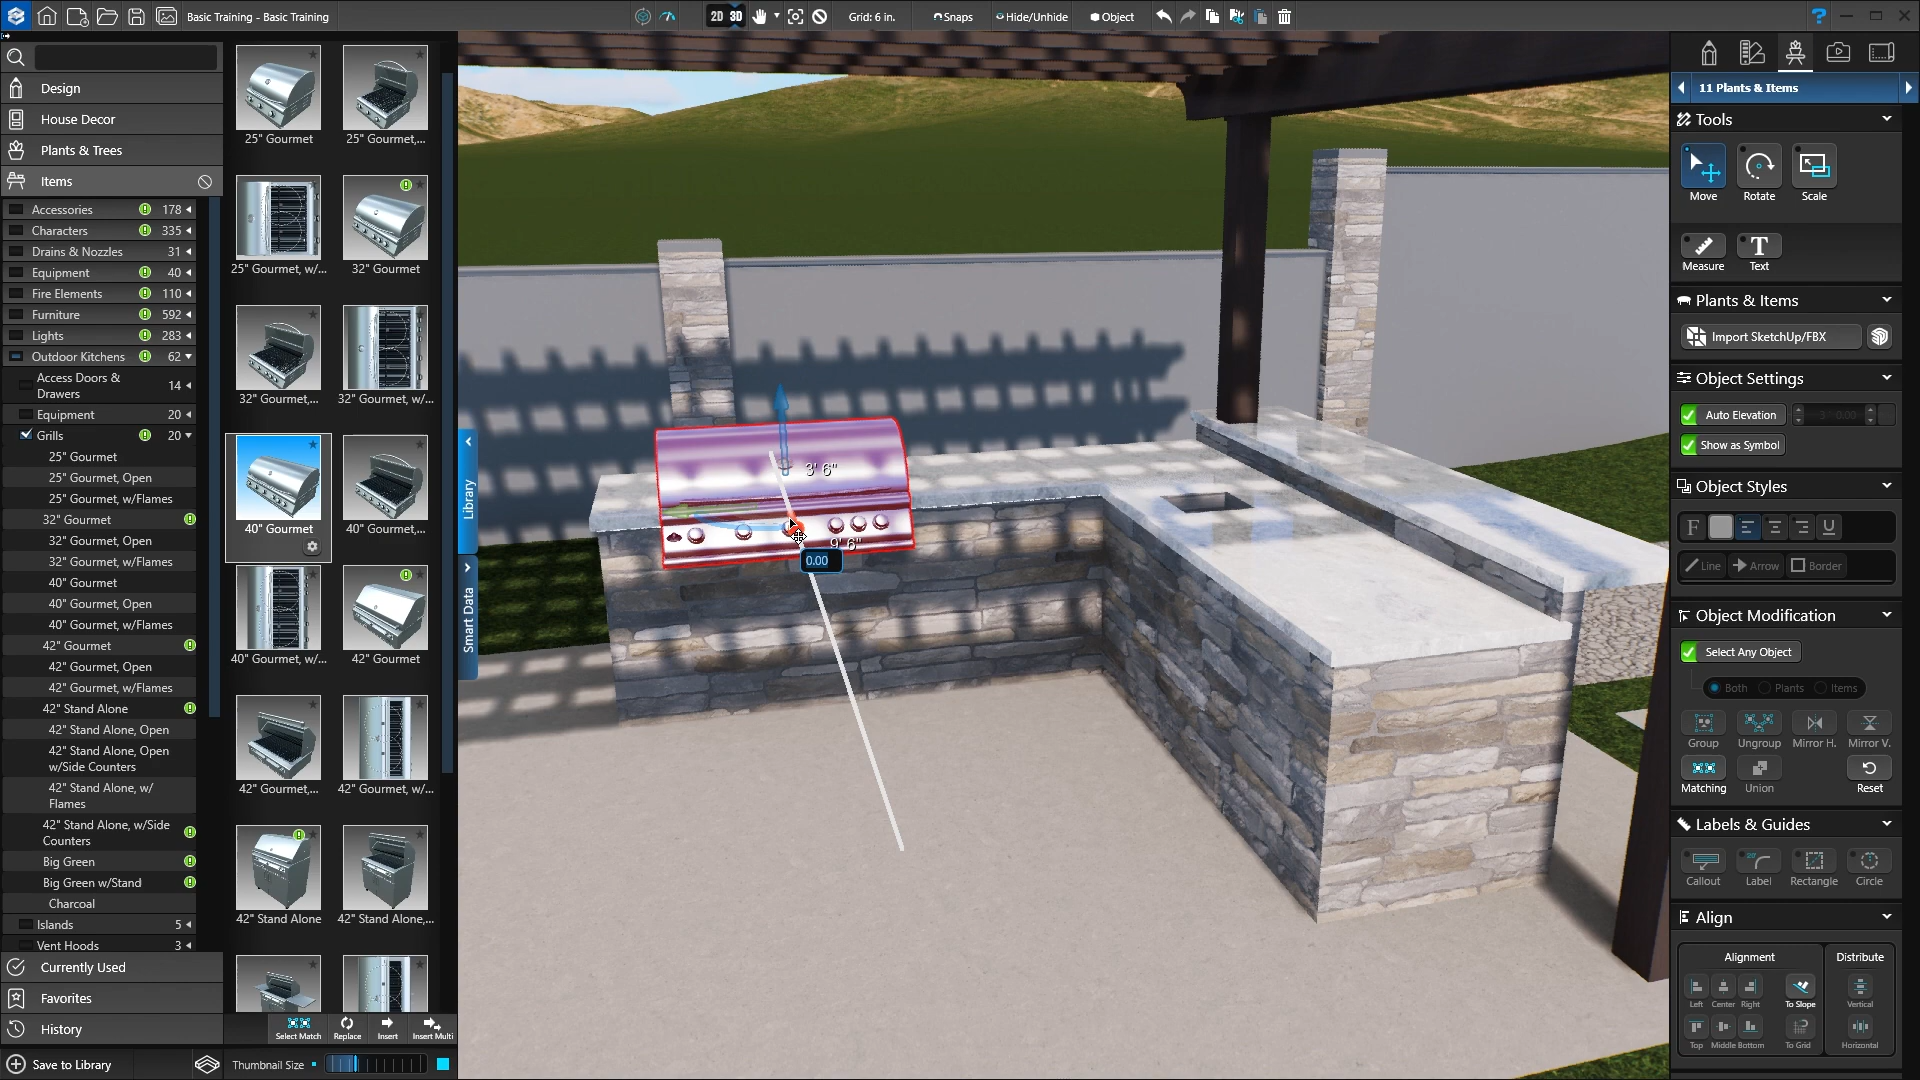 Basic Training - Basic Training
2D 3D
Grid: 6 in.
Snaps
Hide/Unhide
Object
?
Design
House Decor
Plants & Trees
Items
Accessories 178
Characters 335
Drains & Nozzles 31
Equipment 40
Fire Elements 110
Furniture 592
Lights 283
Outdoor Kitchens 62
Access Doors &
Drawers 14
Equipment 20
Grills 20
25" Gourmet
25" Gourmet, Open
25" Gourmet, w/Flames
32" Gourmet
32" Gourmet, Open
32" Gourmet, w/Flames
40" Gourmet
40" Gourmet, Open
40" Gourmet, w/Flames
42" Gourmet
42" Gourmet, Open
42" Gourmet, w/Flames
42" Stand Alone
42" Stand Alone, Open
42" Stand Alone, Open
w/Side Counters
42" Stand Alone, w/
Flames
42" Stand Alone, w/Side
Counters
Big Green
Big Green w/Stand
Charcoal
Islands 5
Vent Hoods 3
Currently Used
Favorites
History
Save to Library
25" Gourmet
25" Gourmet,...
25" Gourmet, w/...
32" Gourmet
32" Gourmet,...
32" Gourmet, w/...
40" Gourmet
40" Gourmet,...
40" Gourmet, w/...
42" Gourmet
42" Gourmet,...
42" Gourmet, w/...
42" Stand Alone
42" Stand Alone,...
Select Match
Replace
Insert
Insert Multi
Thumbnail Size
Library
Smart Data
3' 6"
9' 6"
0.00
11 Plants & Items
Tools
Move
Rotate
Scale
Measure
Text
Plants & Items
Import SketchUp/FBX
Object Settings
Auto Elevation
3' 0.00
Show as Symbol
Object Styles
F
U
Line
Arrow
Border
Object Modification
Select Any Object
Both
Plants
Items
Group
Ungroup
Mirror H.
Mirror V.
Matching
Union
Reset
Labels & Guides
20'
Callout
Label
Rectangle
Circle
Align
Alignment
Distribute
Left
Center
Right
To Slope
Vertical
Top
Middle
Bottom
To Grid
Horizontal